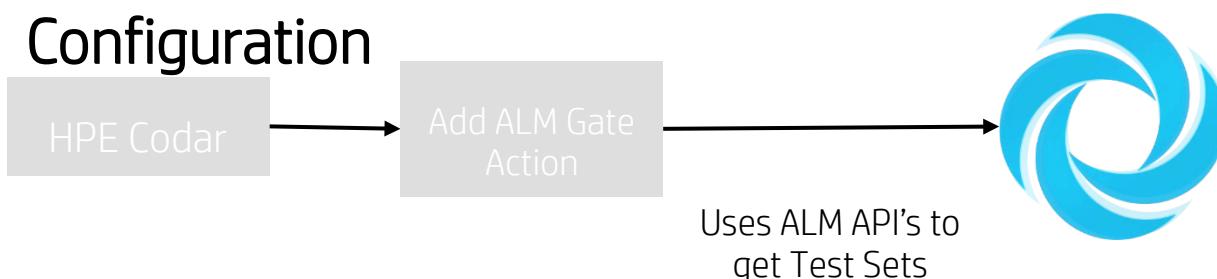 Configuration
HPE Codar
Add ALM Gate
Action
Uses ALM API's to
get Test Sets